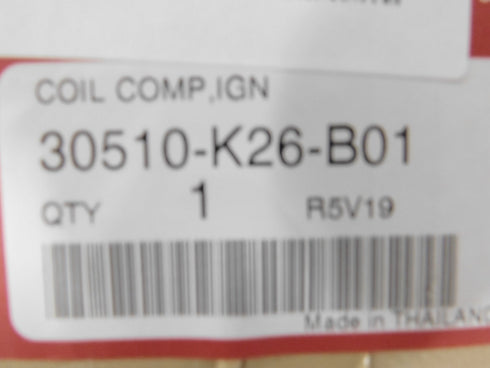 COIL COMP,IGN
30510-K26-B01
QTY 1 R5V19
Made in THAILAND